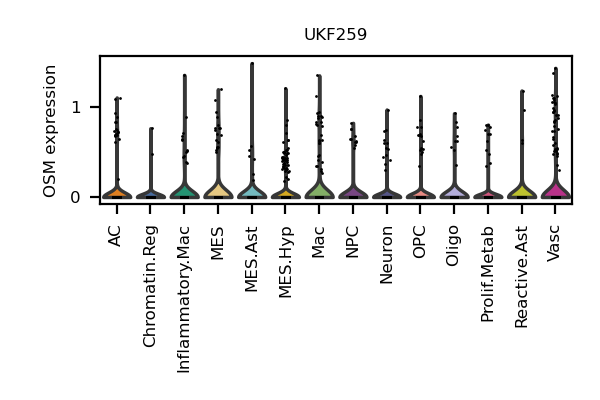 UKF259
OSM expression
1
0
AC
Chromatin.Reg
Inflammatory.Mac
MES
MES.Ast
MES.Hyp
Mac
NPC
Neuron
OPC
Oligo
Prolif.Metab
Reactive.Ast
Vasc